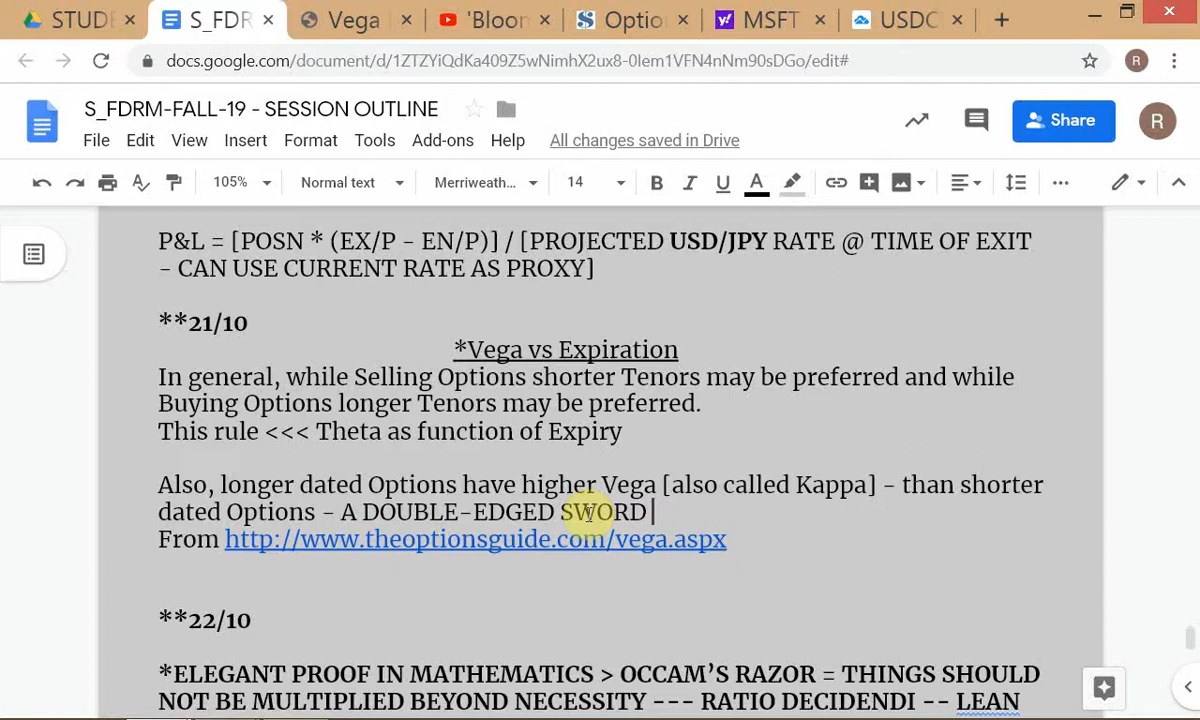 STUDE
S_FDR
Vega
'Bloon
Optio
MSFT
USDC
docs.google.com/document/d/1ZTZYiQdKa409Z5wNimhX2ux8-0lem1VFN4nNm90sDGo/edit#
R
S_FDRM-FALL-19 - SESSION OUTLINE
Share
R
File Edit View Insert Format Tools Add-ons Help All changes saved in Drive
105% Normal text Merriweath... 14 B I U A
P&L = [POSN * (EX/P - EN/P)] / [PROJECTED USD/JPY RATE @ TIME OF EXIT
- CAN USE CURRENT RATE AS PROXY]
**21/10
*Vega vs Expiration
In general, while Selling Options shorter Tenors may be preferred and while
Buying Options longer Tenors may be preferred.
This rule <<< Theta as function of Expiry
Also, longer dated Options have higher Vega [also called Kappa] - than shorter
dated Options - A DOUBLE-EDGED SWORD
From http://www.theoptionsguide.com/vega.aspx
**22/10
*ELEGANT PROOF IN MATHEMATICS > OCCAM'S RAZOR = THINGS SHOULD
NOT BE MULTIPLIED BEYOND NECESSITY --- RATIO DECIDENDI -- LEAN